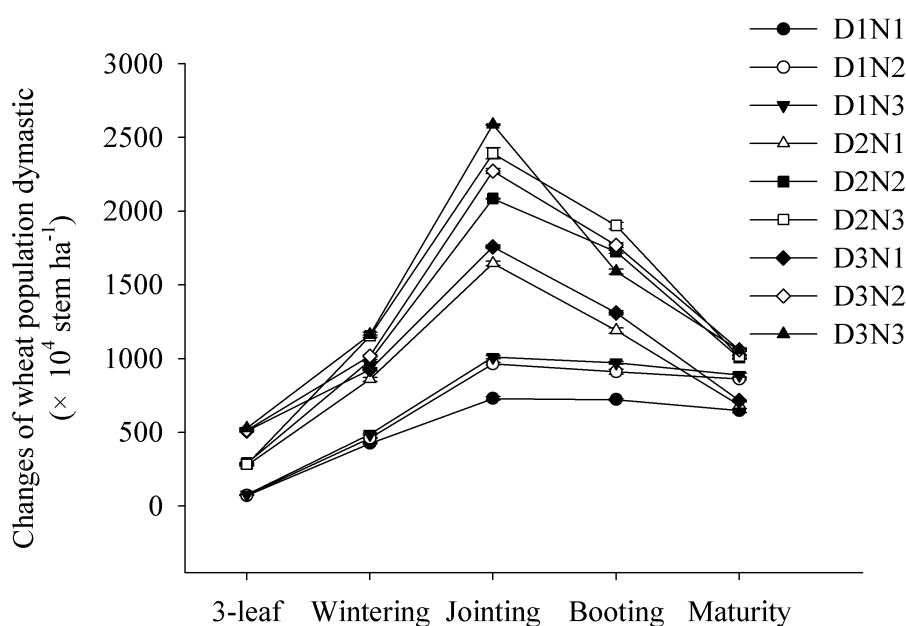 D1N1
D1N2
D1N3
D2N1
D2N2
D2N3
D3N1
D3N2
D3N3
Changes of wheat population dymastic
(× 10⁴ stem ha⁻¹)
3000
2500
2000
1500
1000
500
0
3-leaf Wintering Jointing Booting Maturity